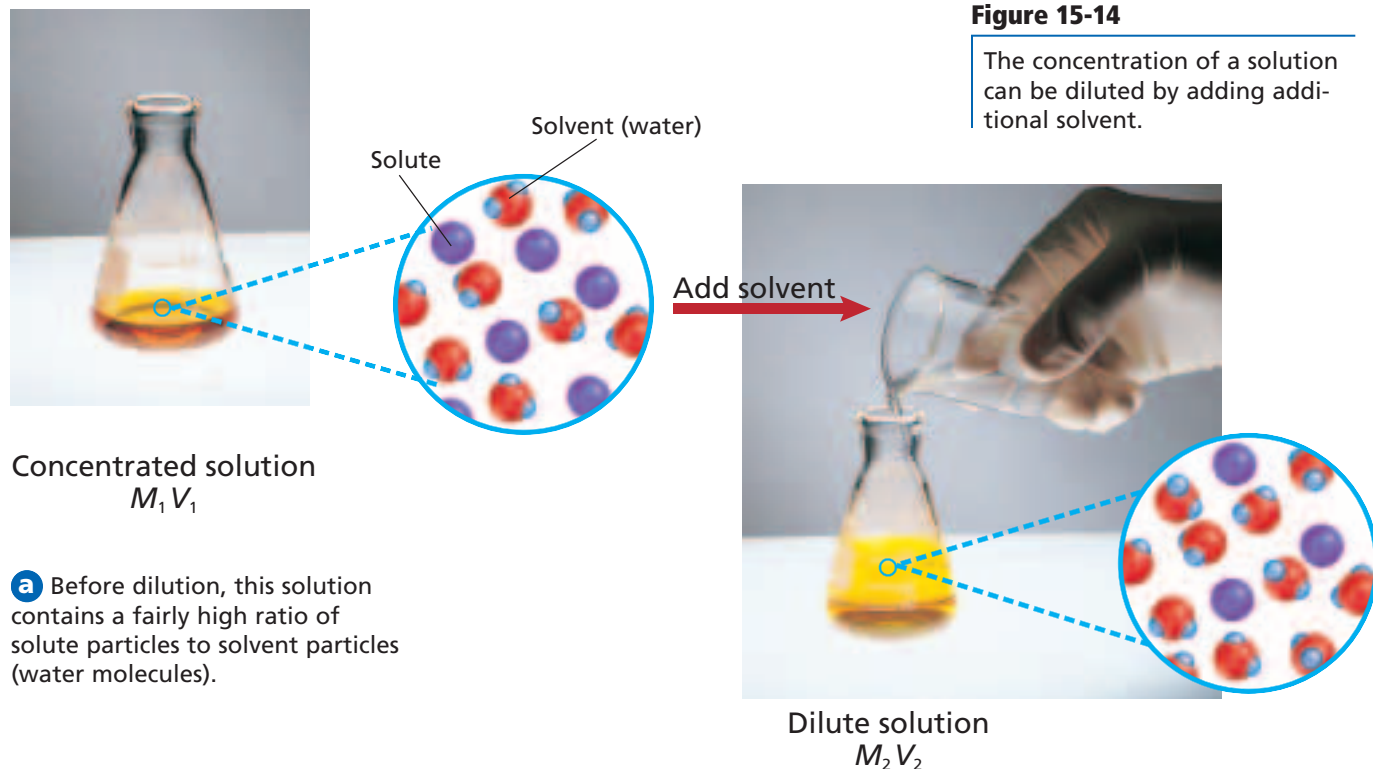 Figure 15-14
The concentration of a solution
can be diluted by adding addi-
tional solvent.
Solvent (water)
Solute
Add solvent
Concentrated solution
M₁V₁
a Before dilution, this solution
contains a fairly high ratio of
solute particles to solvent particles
(water molecules).
Dilute solution
M₂V₂